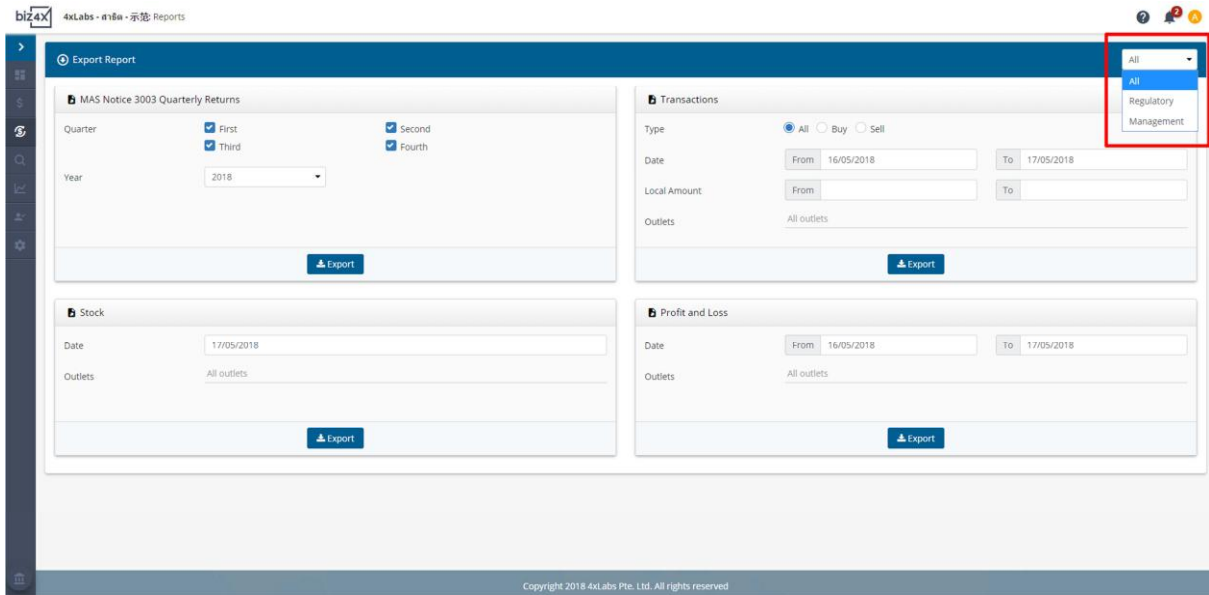 biz4x 4xLabs - สาธิต - 示范: Reports
2
A
Export Report
All
All
Regulatory
Management
MAS Notice 3003 Quarterly Returns
Quarter
First
Second
Third
Fourth
Year
2018
Export
Transactions
Type
All Buy Sell
Date
From 16/05/2018
To 17/05/2018
Local Amount
From
To
Outlets
All outlets
Export
Stock
Date
17/05/2018
Outlets
All outlets
Export
Profit and Loss
Date
From 16/05/2018
To 17/05/2018
Outlets
All outlets
Export
Copyright 2018 4xLabs Pte. Ltd. All rights reserved